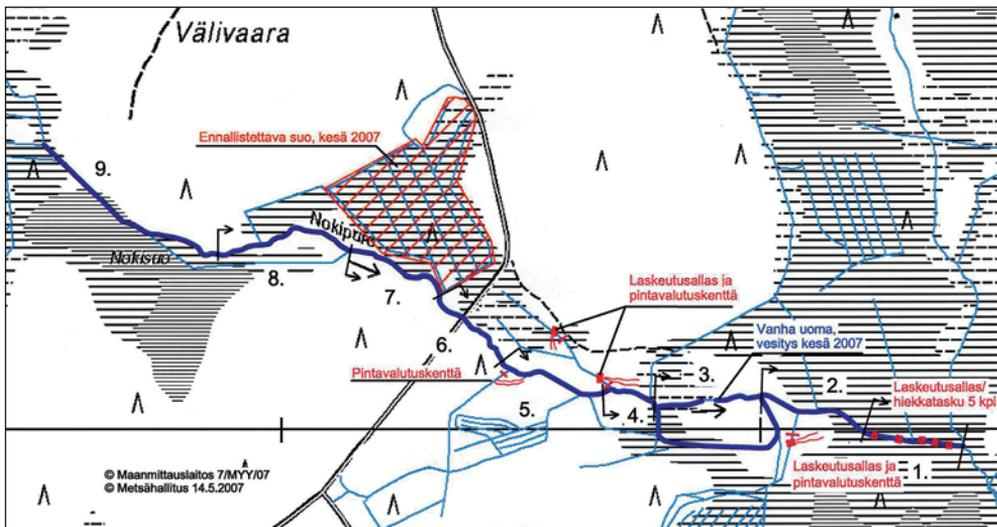 Välivaara
Ennallistettava suo, kesä 2007
9.
Nokipuro
Nokisuo
8.
7.
Laskeutusallas ja
pintavalutuskenttä
6.
Vanha uoma,
vesitys kesä 2007
Pintavalutuskenttä
3.
2.
Laskeutusallas/
hiekkatasku 5 kpl
5.
4.
1.
Laskeutusallas ja
pintavalutuskenttä
© Maanmittauslaitos 7/MYY/07
© Metsähallitus 14.5.2007